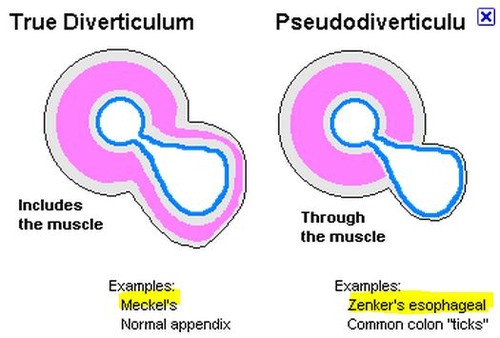 True Diverticulum
Pseudodiverticulu
Includes
the muscle
Through
the muscle
Examples:
Meckel's
Normal appendix
Examples:
Zenker's esophageal
Common colon "ticks"